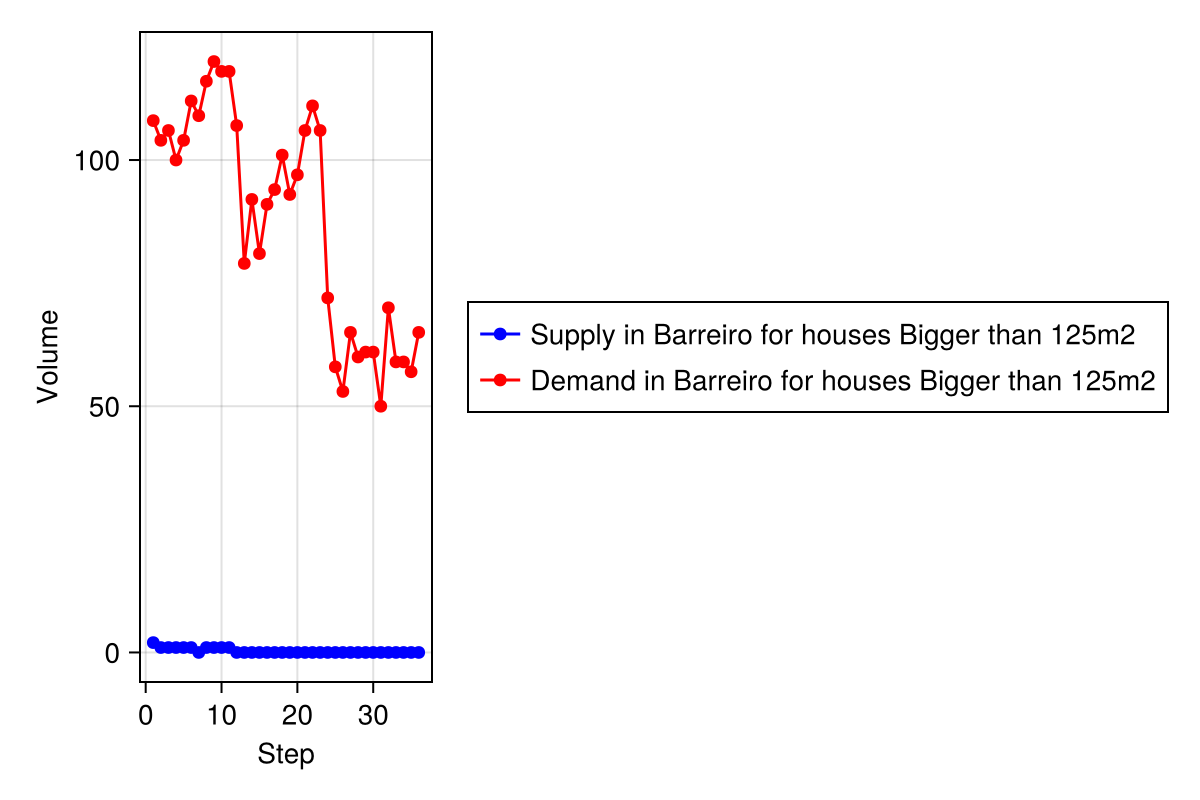 Volume
100
50
0
0 10 20 30
Step
Supply in Barreiro for houses Bigger than 125m2
Demand in Barreiro for houses Bigger than 125m2